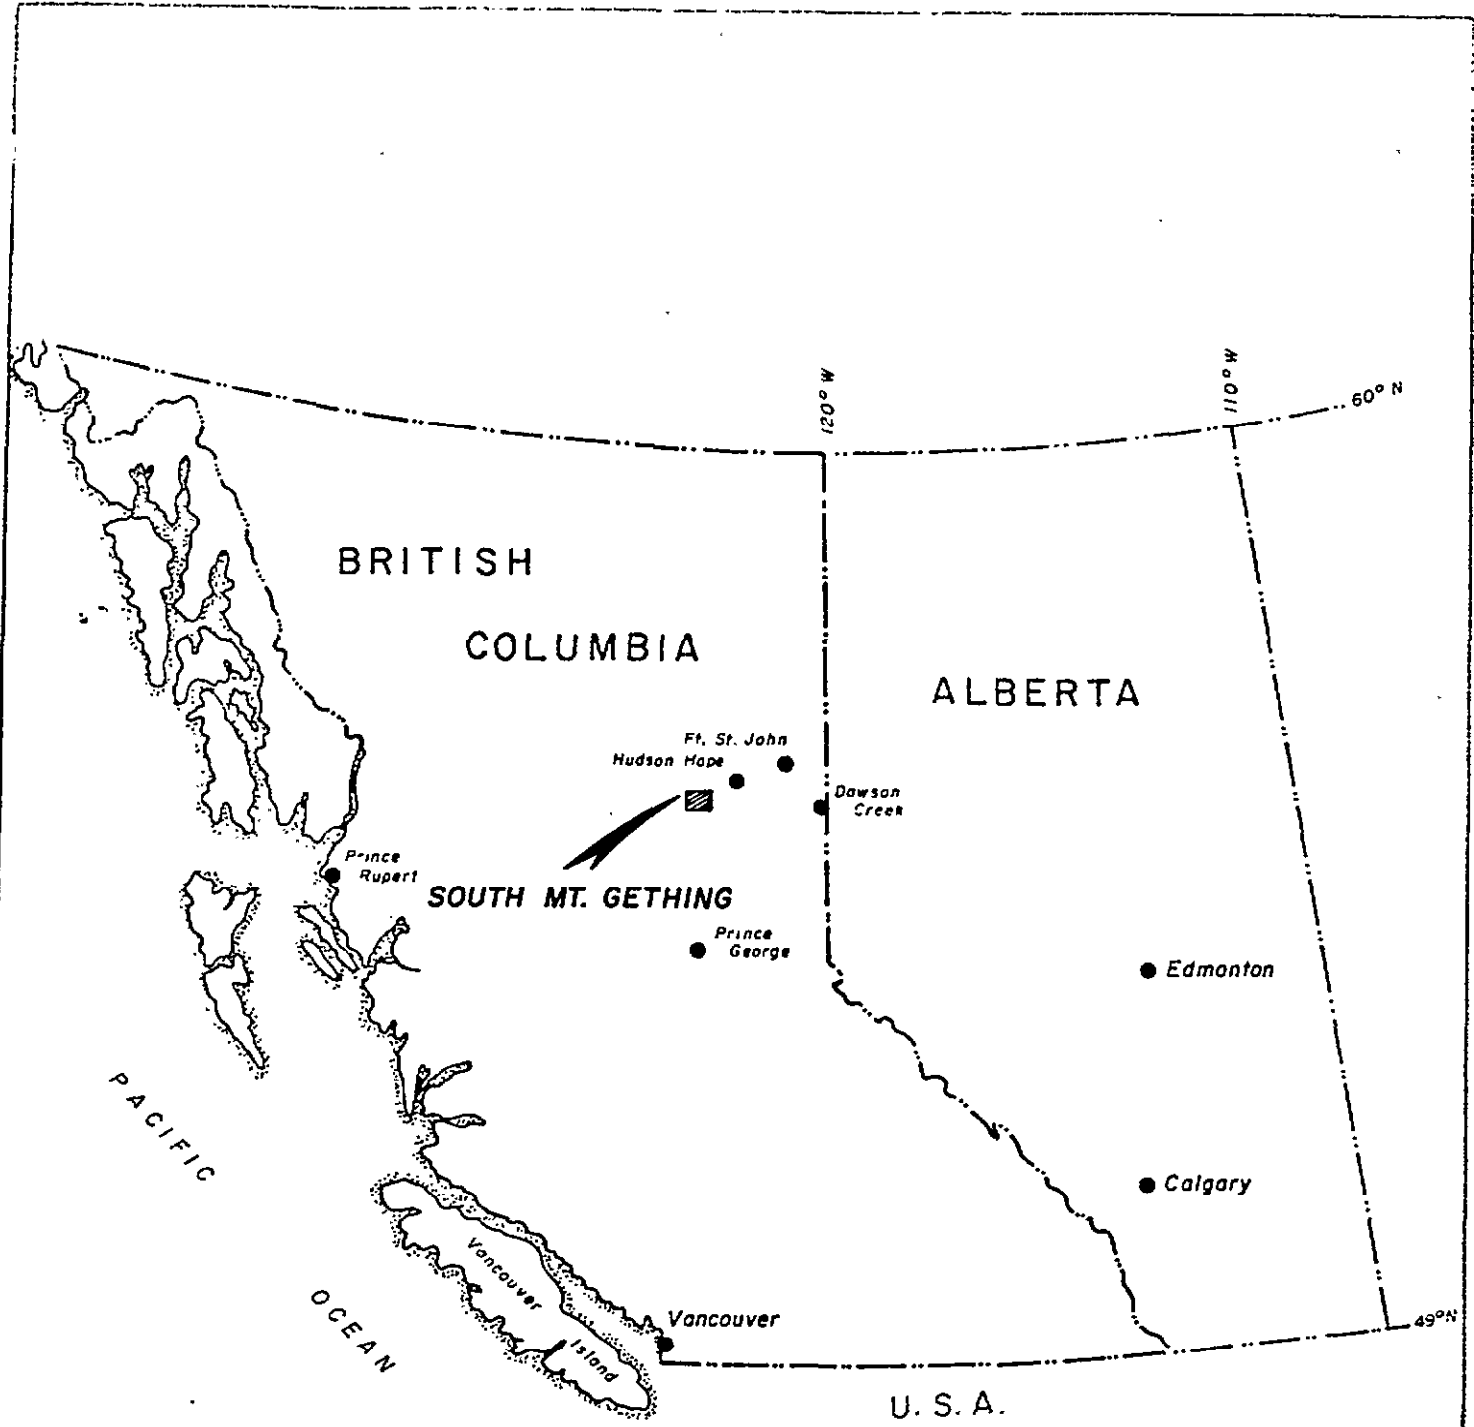 120° W
110° W
60° N
BRITISH
COLUMBIA
ALBERTA
Ft. St. John
Hudson Hope
Dawson
Creek
Prince
Rupert
SOUTH MT. GETHING
Prince
George
Edmonton
PACIFIC
OCEAN
Calgary
Vancouver
Island
Vancouver
49°N
U. S. A.